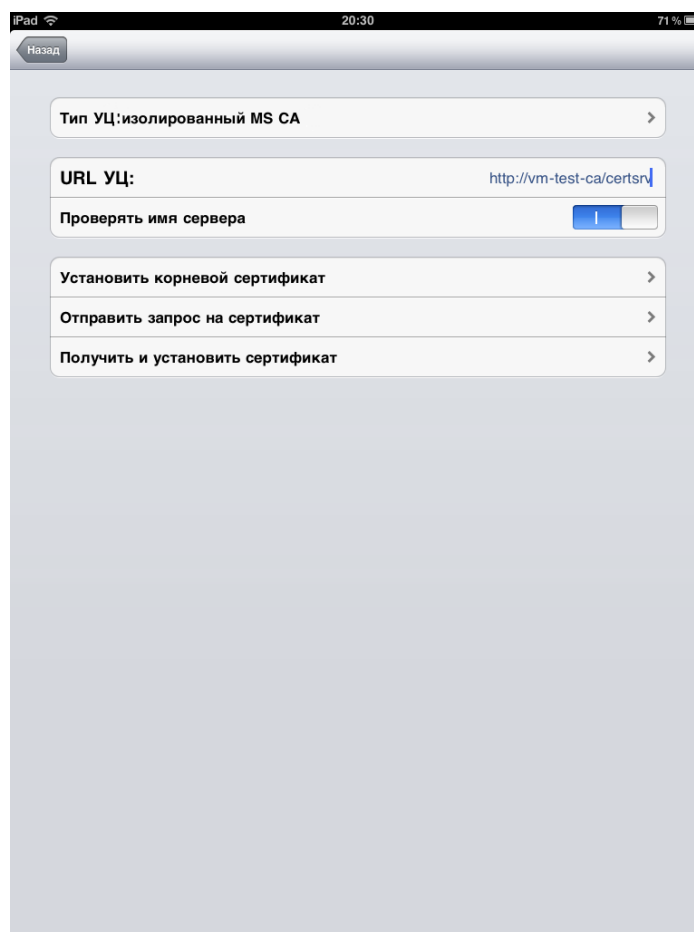 iPad 20:30 71 %
Назад
Тип УЦ:изолированный MS CA
URL УЦ: http://vm-test-ca/certsrv
Проверять имя сервера
Установить корневой сертификат
Отправить запрос на сертификат
Получить и установить сертификат